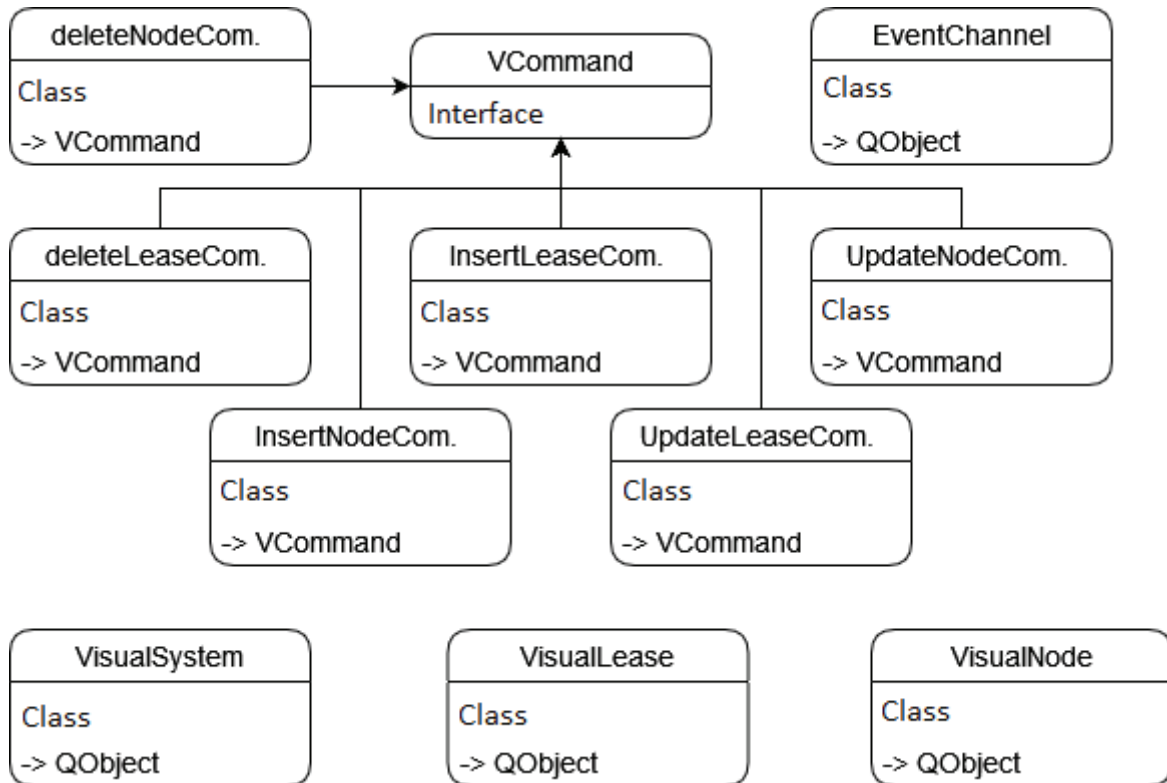 deleteNodeCom.
Class
-> VCommand
VCommand
Interface
EventChannel
Class
-> QObject
deleteLeaseCom.
Class
-> VCommand
InsertLeaseCom.
Class
-> VCommand
UpdateNodeCom.
Class
-> VCommand
InsertNodeCom.
Class
-> VCommand
UpdateLeaseCom.
Class
-> VCommand
VisualSystem
Class
-> QObject
VisualLease
Class
-> QObject
VisualNode
Class
-> QObject